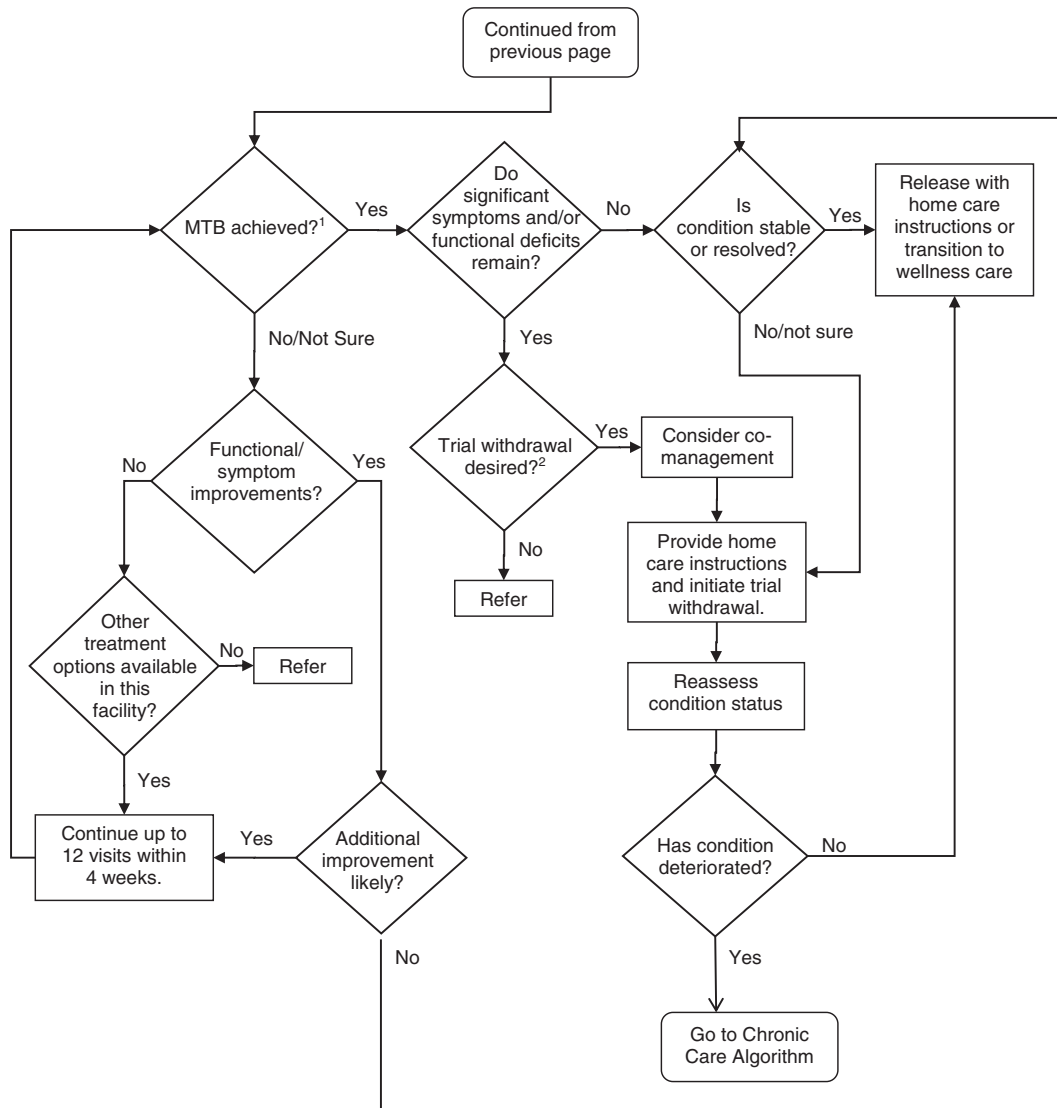 Continued from
previous page
MTB achieved?1
Yes
Do
significant
symptoms and/or
functional deficits
remain?
No
Is
condition stable
or resolved?
Yes
Release with
home care
instructions or
transition to
wellness care
No/Not Sure
Yes
No/not sure
Functional/
symptom
improvements?
No
Yes
Trial withdrawal
desired?2
Yes
Consider co-
management
No
Refer
Provide home
care instructions
and initiate trial
withdrawal.
Other
treatment
options available
in this
facility?
No
Refer
Reassess
condition status
Yes
Continue up to
12 visits within
4 weeks.
Yes
Additional
improvement
likely?
Has condition
deteriorated?
No
No
Yes
Go to Chronic
Care Algorithm